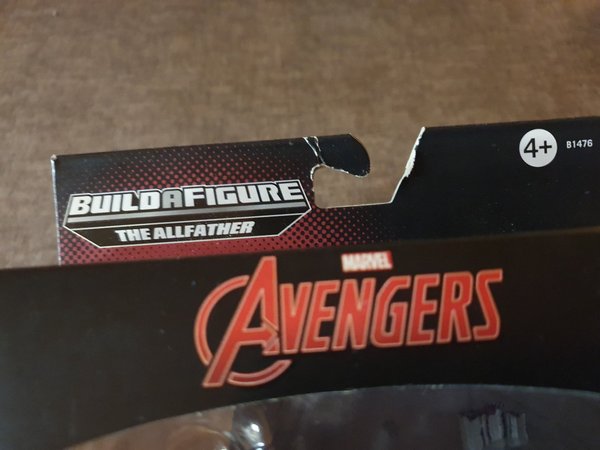 4+
B1476
BUILDAFIGURE
THE ALLFATHER
MARVEL
AVENGERS